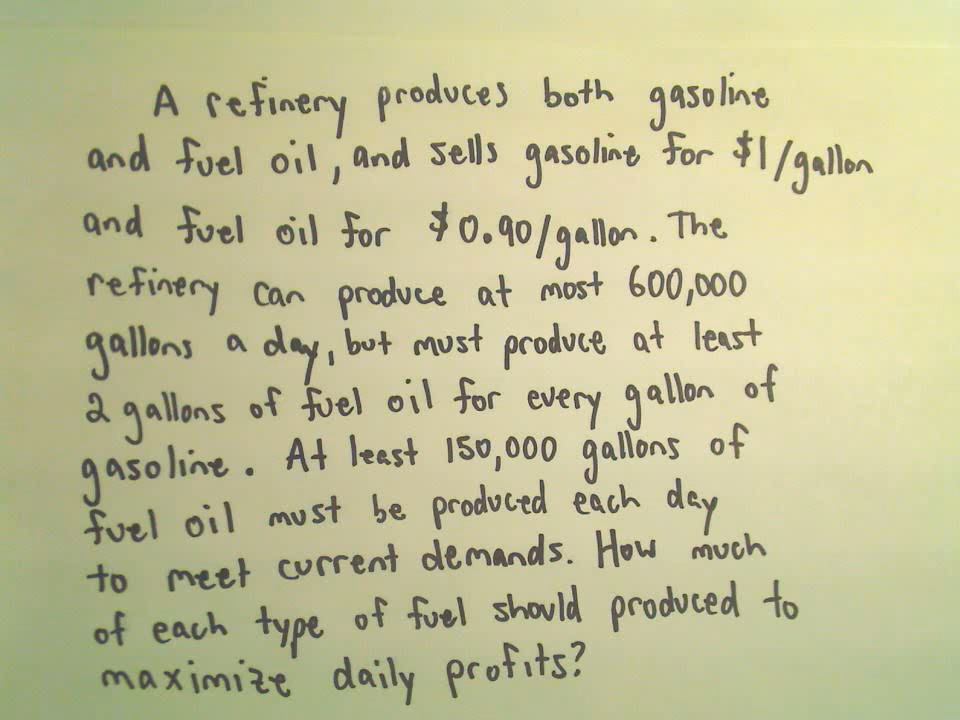 A refinery produces both gasoline
and fuel oil, and sells gasoline for $1/gallon
and fuel oil for $0.90/gallon. The
refinery can produce at most 600,000
gallons a day, but must produce at least
2 gallons of fuel oil for every gallon of
gasoline. At least 150,000 gallons of
fuel oil must be produced each day
to meet current demands. How much
of each type of fuel should produced to
maximize daily profits?